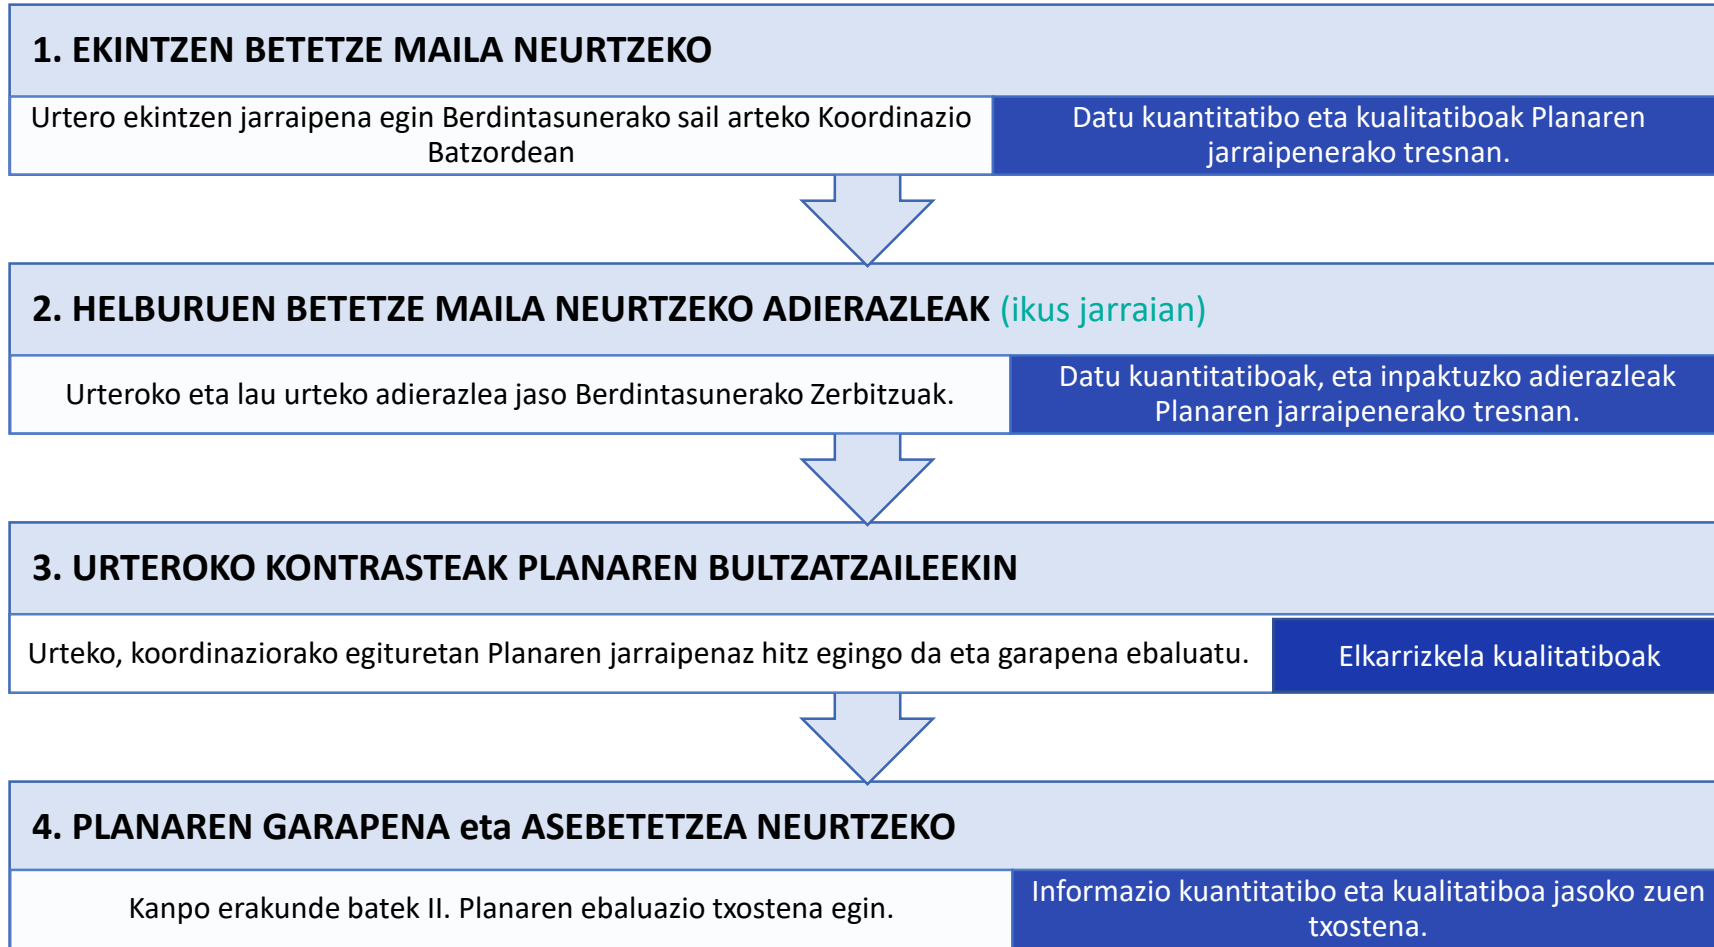 1. EKINTZEN BETETZE MAILA NEURTZEKO
Urtero ekintzen jarraipena egin Berdintasunerako sail arteko Koordinazio
Batzordean
Datu kuantitatibo eta kualitatiboak Planaren
jarraipenerako tresnan.
2. HELBURUEN BETETZE MAILA NEURTZEKO ADIERAZLEAK (ikus jarraian)
Urteroko eta lau urteko adierazlea jaso Berdintasunerako Zerbitzuak.
Datu kuantitatiboak, eta inpaktuzko adierazleak
Planaren jarraipenerako tresnan.
3. URTEROKO KONTRASTEAK PLANAREN BULTZATZAILEEKIN
Urteko, koordinaziorako egituretan Planaren jarraipenaz hitz egingo da eta garapena ebaluatu.
Elkarrizkela kualitatiboak
4. PLANAREN GARAPENA eta ASEBETETZEA NEURTZEKO
Kanpo erakunde batek II. Planaren ebaluazio txostena egin.
Informazio kuantitatibo eta kualitatiboa jasoko zuen
txostena.